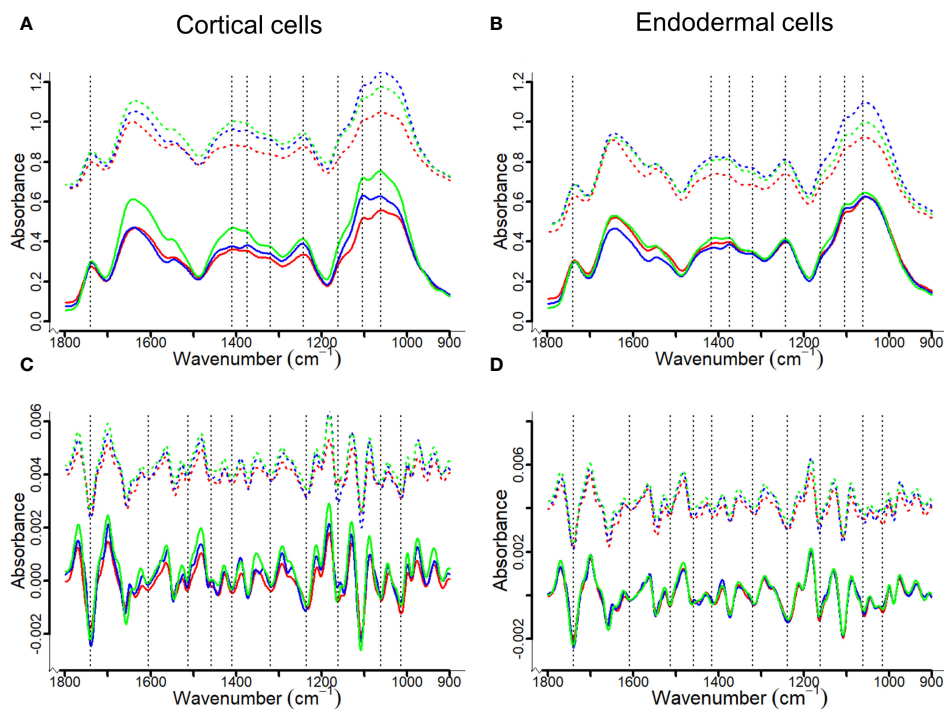 A Cortical cells B Endodermal cells
Absorbance
0.0 0.2 0.4 0.6 0.8 1.0 1.2
1800 1600 1400 1200 1000 900
Wavenumber (cm⁻¹)
Absorbance
0.0 0.2 0.4 0.6 0.8 1.0 1.2
1800 1600 1400 1200 1000 900
Wavenumber (cm⁻¹)
C D
Absorbance
-0.002 0.000 0.002 0.004 0.006
1800 1600 1400 1200 1000 900
Wavenumber (cm⁻¹)
Absorbance
-0.002 0.002 0.006
1800 1600 1400 1200 1000 900
Wavenumber (cm⁻¹)